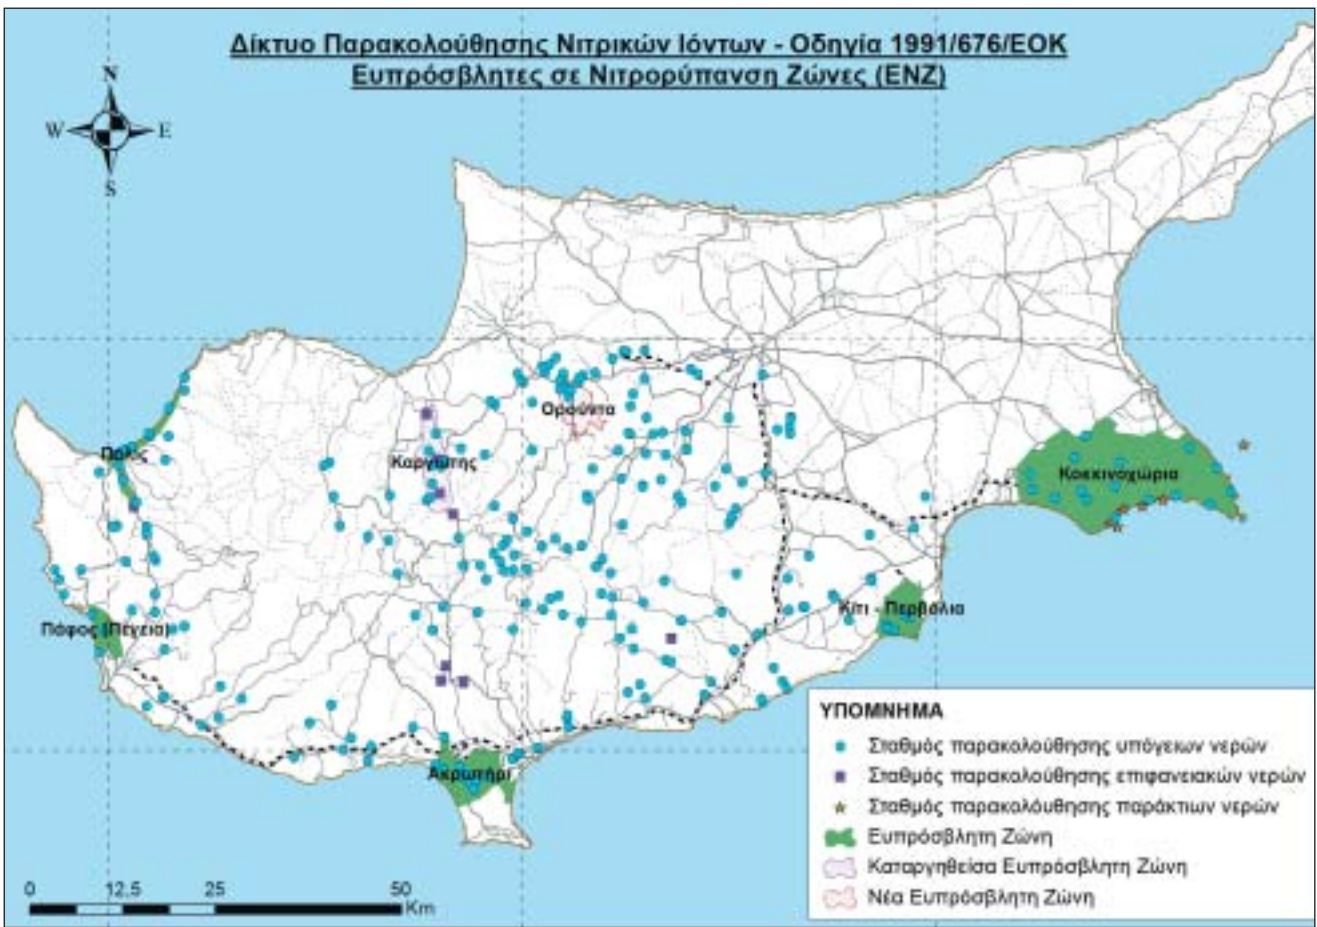 Δίκτυο Παρακολούθησης Νιτρικών Ιόντων - Οδηγία 1991/676/ΕΟΚ
Ευπρόσβλητες σε Νιτρορύπανση Ζώνες (ΕΝΖ)
N
W E
S
Ορούντα
Πόλις
Καργώτης
Κοκκινοχώρια
Κίτι - Περβόλια
Πάφος (Πέγεια)
Ακρωτήρι
ΥΠΟΜΝΗΜΑ
Σταθμός παρακολούθησης υπόγειων νερών
Σταθμός παρακολούθησης επιφανειακών νερών
Σταθμός παρακολόυθησης παράκτιων νερών
Ευπρόσβλητη Ζώνη
Καταργηθείσα Ευπρόσβλητη Ζώνη
Νέα Ευπρόσβλητη Ζώνη
0 12,5 25 50
Km